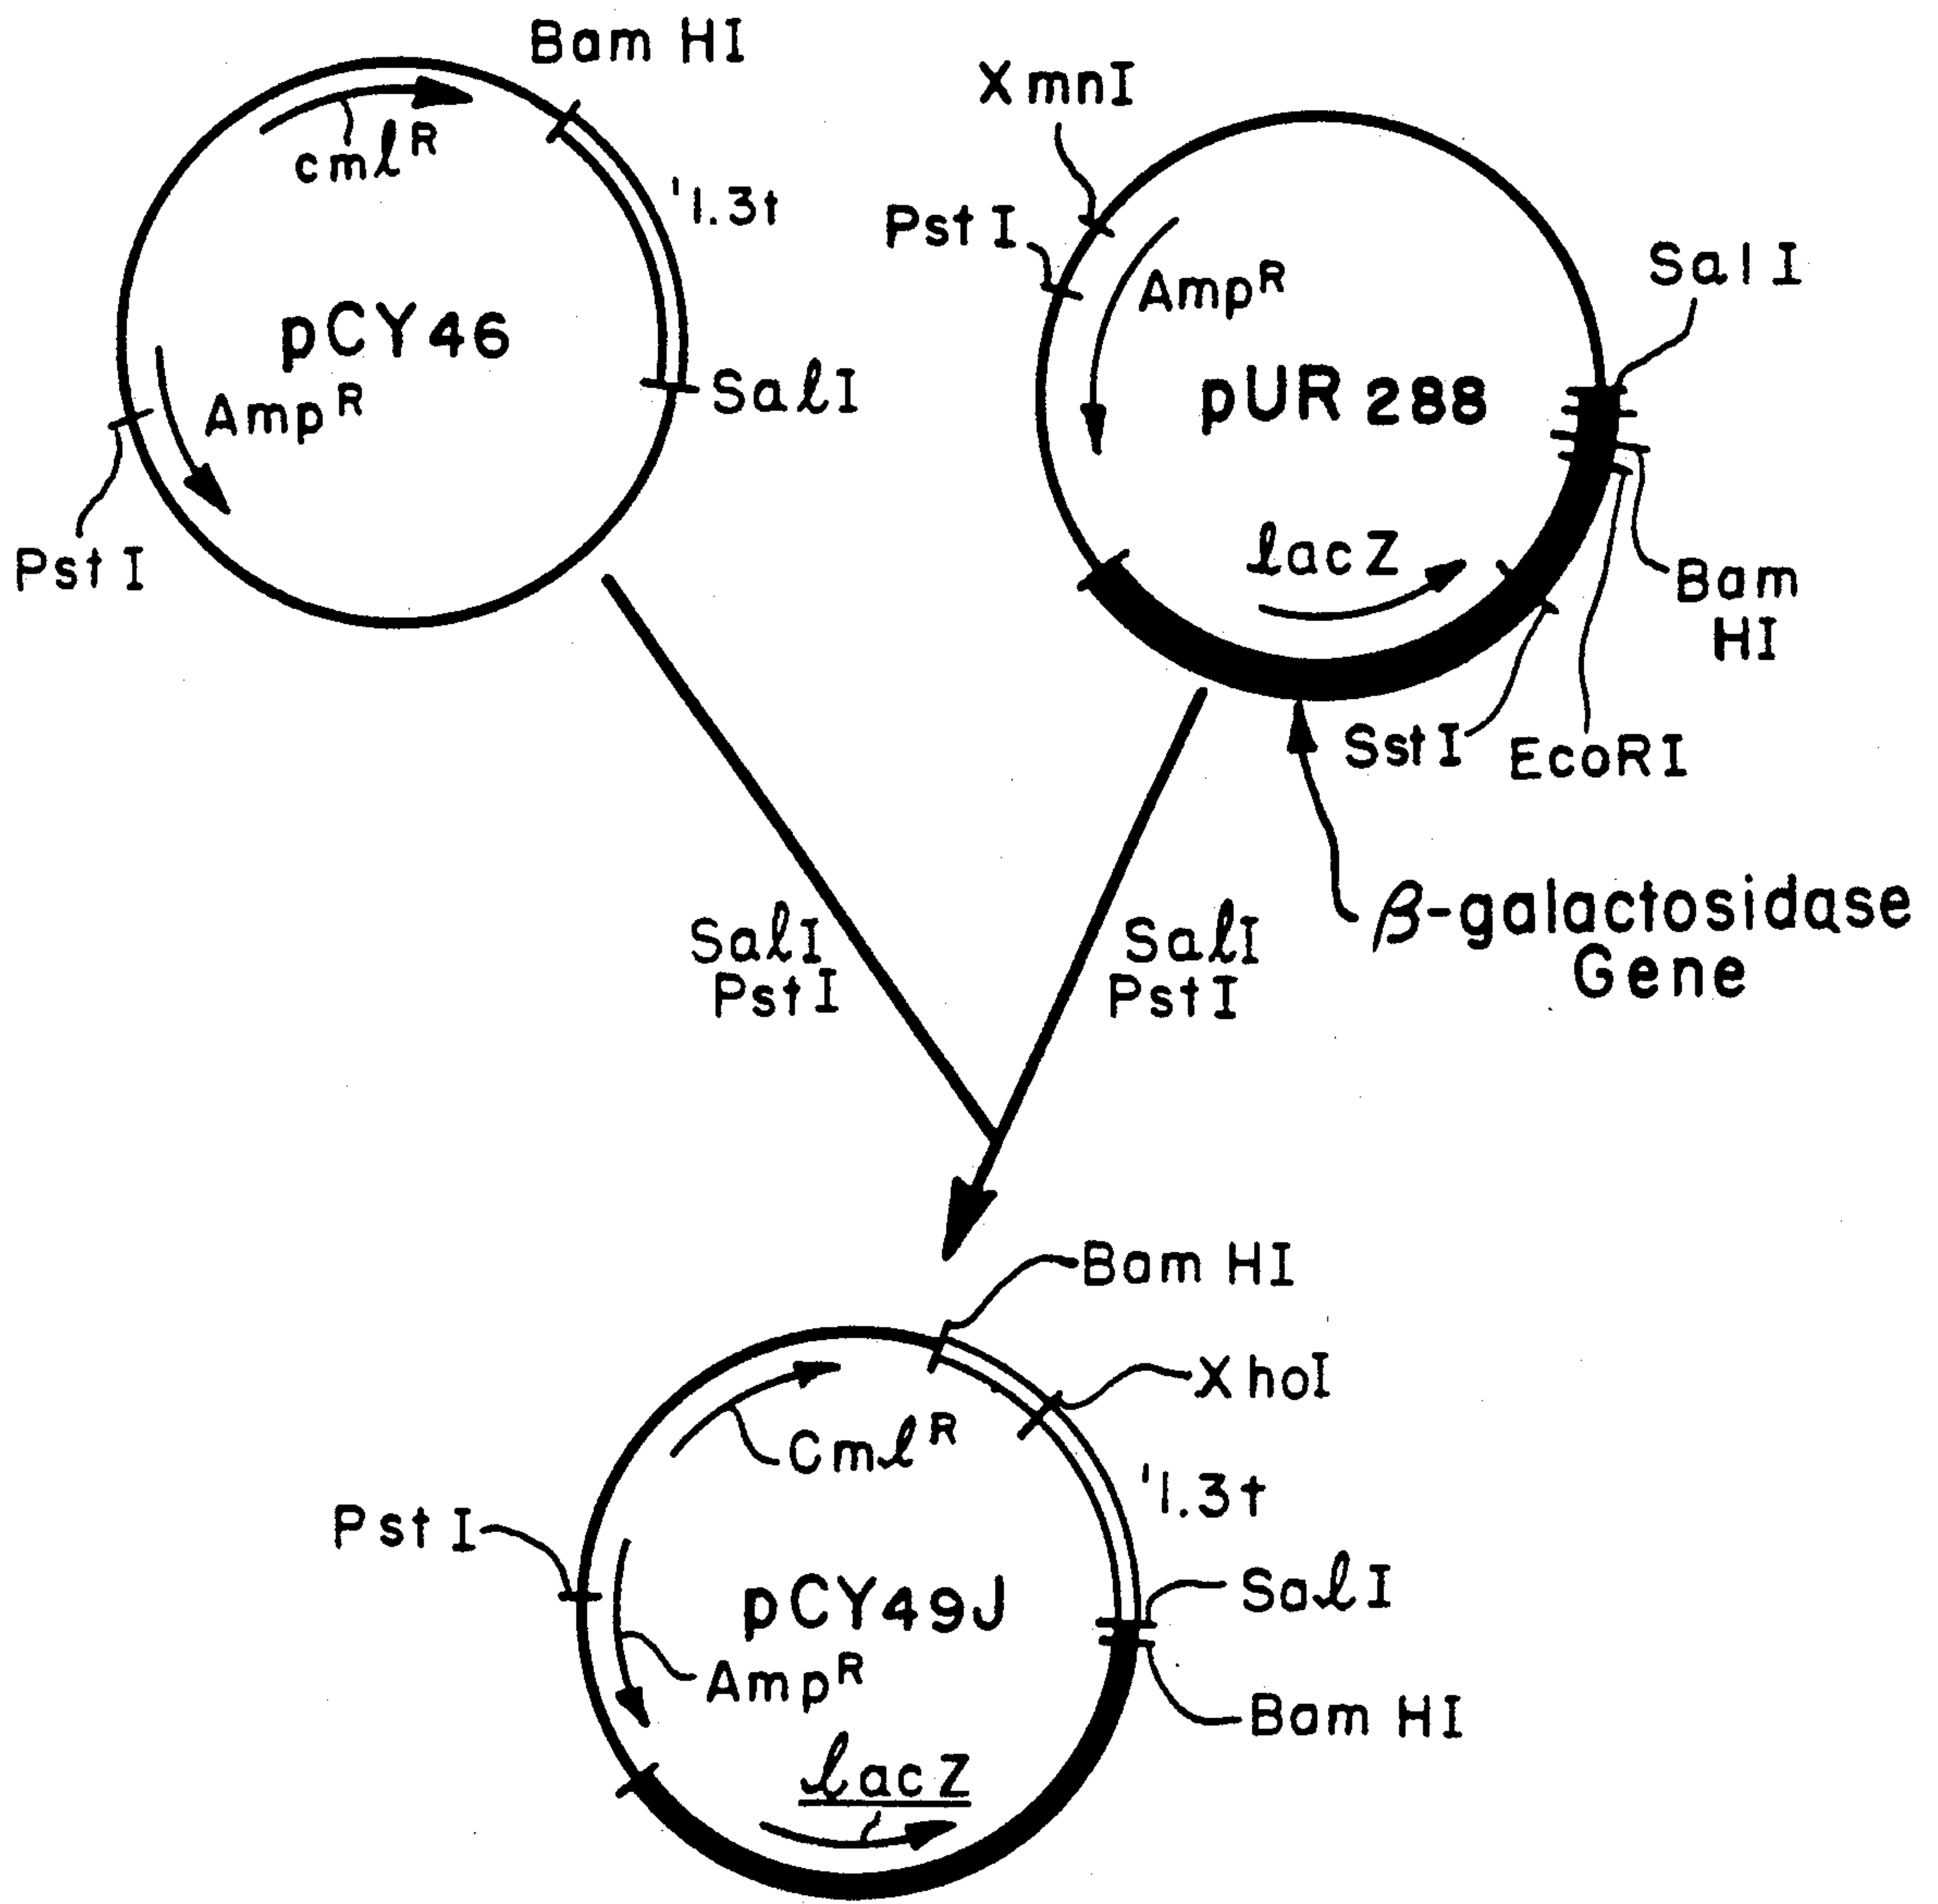 Bam HI
cmlR
'1.3t
pCY46
AmpR
SalI
PstI
XmnI
PstI
AmpR
SalI
pUR 288
lacZ
Bam
HI
SstI
EcoRI
β-galactosidase
Gene
SalI
PstI
SalI
PstI
Bam HI
XhoI
CmlR
'1.3t
PstI
pCY49J
SalI
AmpR
Bam HI
lacZ